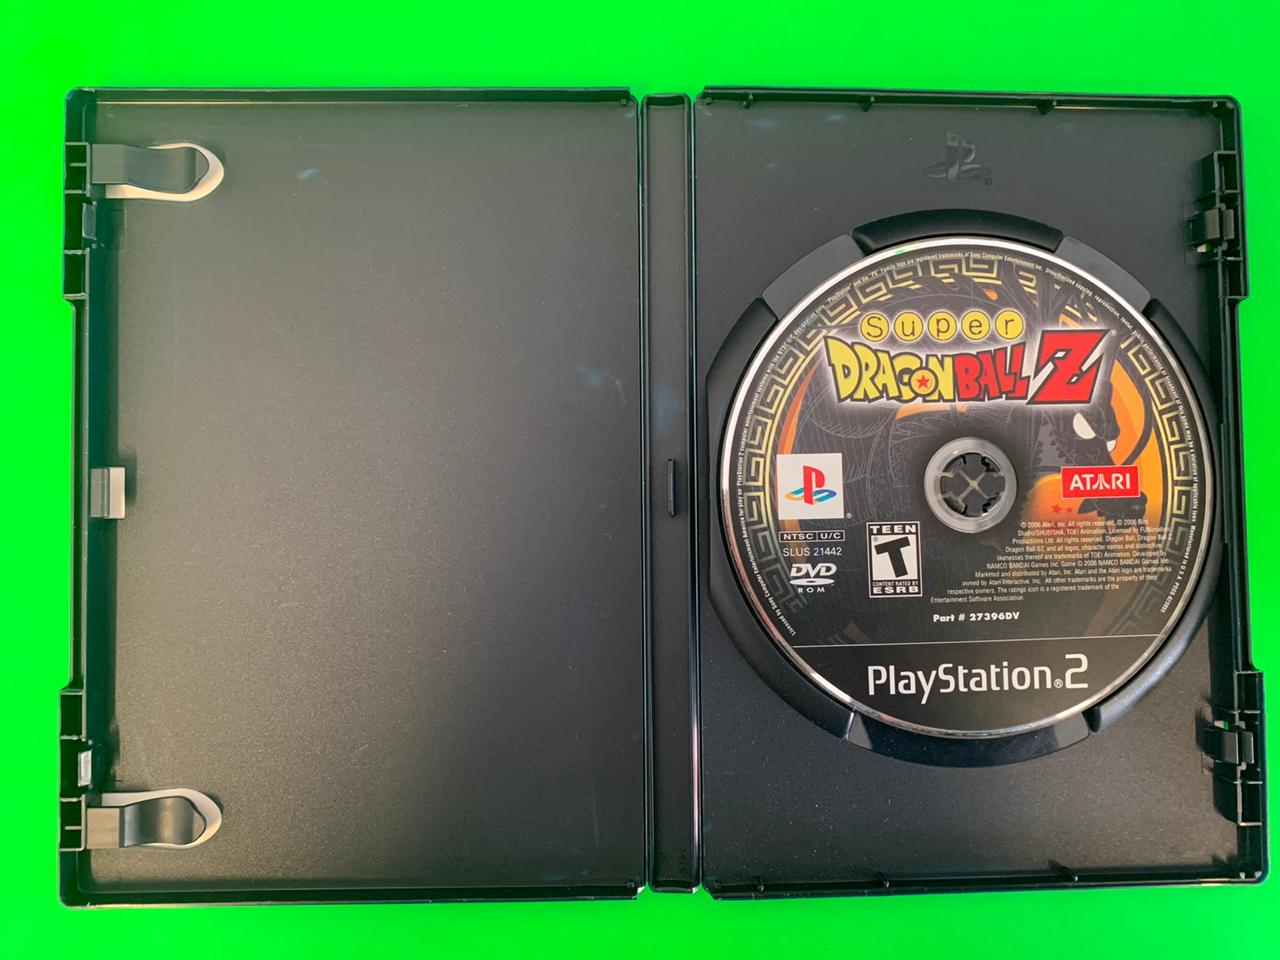 Super
DRAGON BALL Z
ATARI
NTSC U/C
SLUS 21442
DVD
ROM
TEEN
T
CONTENT RATED BY
ESRB
© 2006 Atari, Inc. All rights reserved. © 2006 Bird
Studio/SHUEISHA, TOEI Animation. Licensed by FUNimation
Productions Ltd. All rights reserved. Dragon Ball, Dragon Ball Z,
Dragon Ball GT, and all logos, character names and distinctive
likenesses thereof are trademarks of TOEI Animation. Developed by
NAMCO BANDAI Games Inc. Game © 2006 NAMCO BANDAI Games Inc.
Marketed and distributed by Atari, Inc. Atari and the Atari logo are trademarks
owned by Atari Interactive, Inc. All other trademarks are the property of their
respective owners. The ratings icon is a registered trademark of the
Entertainment Software Association.
Part # 27396DV
PlayStation®2